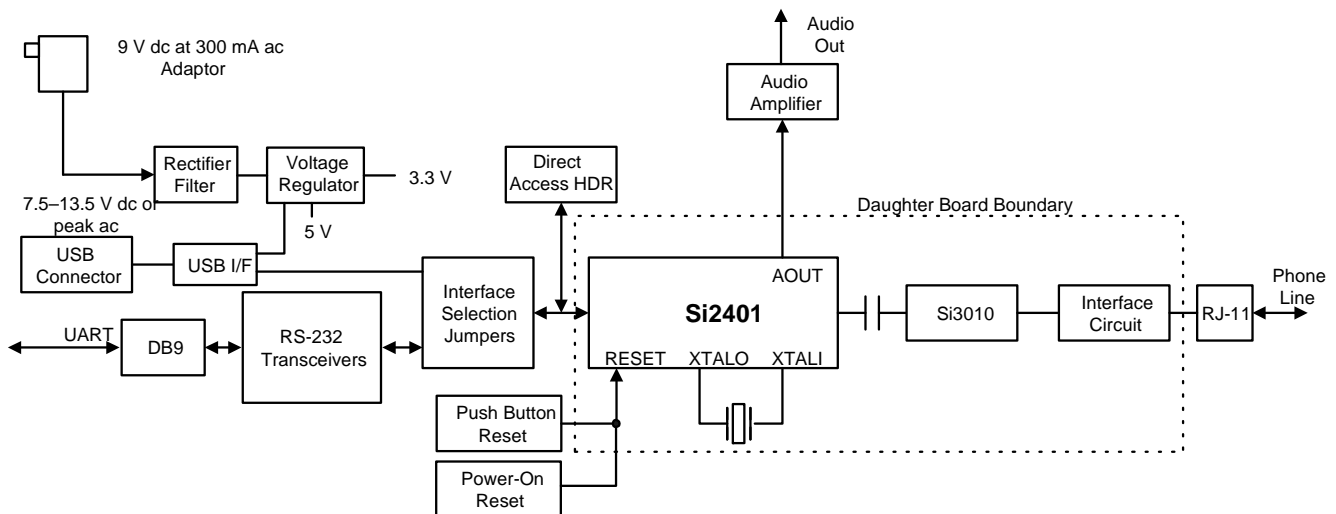 Audio
Out
9 V dc at 300 mA ac
Adaptor
Audio
Amplifier
Rectifier
Filter
Voltage
Regulator
3.3 V
Direct
Access HDR
7.5–13.5 V dc or
peak ac
5 V
Daughter Board Boundary
USB
Connector
USB I/F
Interface
Selection
Jumpers
AOUT
Si2401
RESET
XTALO
XTALI
Si3010
Interface
Circuit
RJ-11
Phone
Line
UART
DB9
RS-232
Transceivers
Push Button
Reset
Power-On
Reset